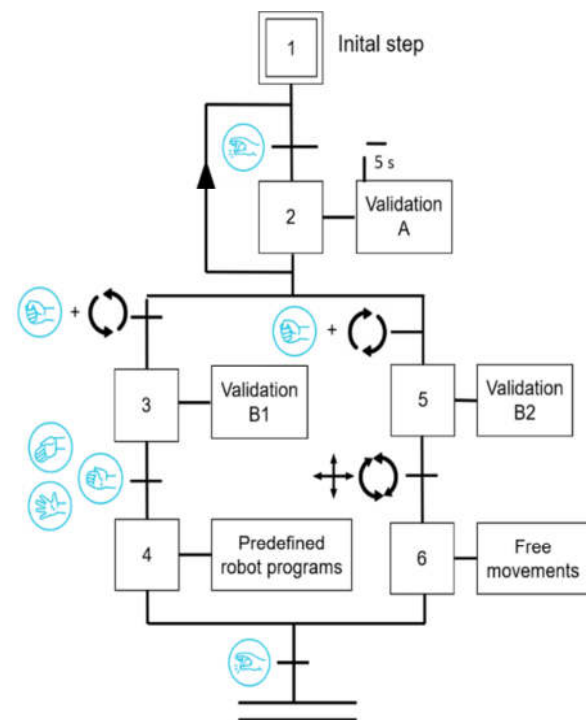 1
Inital step
5 s
2
Validation
A
+
+
3
Validation
B1
5
Validation
B2
4
Predefined
robot programs
6
Free
movements